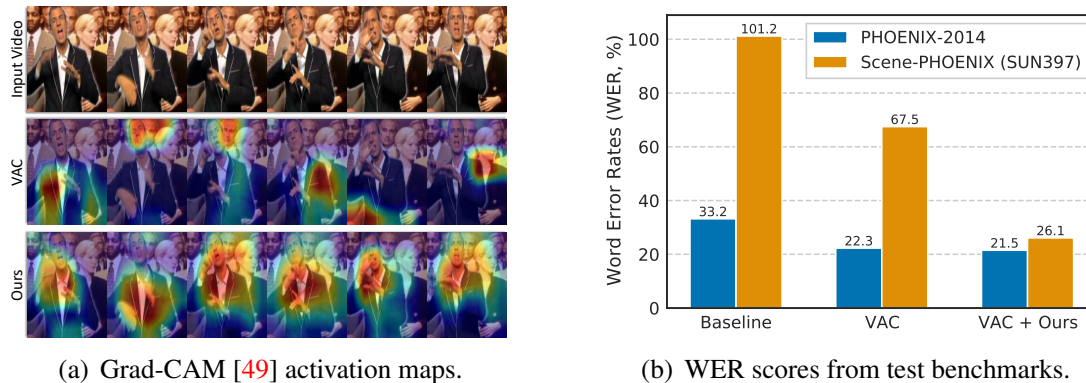 Input Video
VAC
Ours
(a) Grad-CAM [49] activation maps.
Word Error Rates (WER, %)
100
80
60
40
20
0
PHOENIX-2014
Scene-PHOENIX (SUN397)
33.2
101.2
22.3
67.5
21.5
26.1
Baseline
VAC
VAC + Ours
(b) WER scores from test benchmarks.